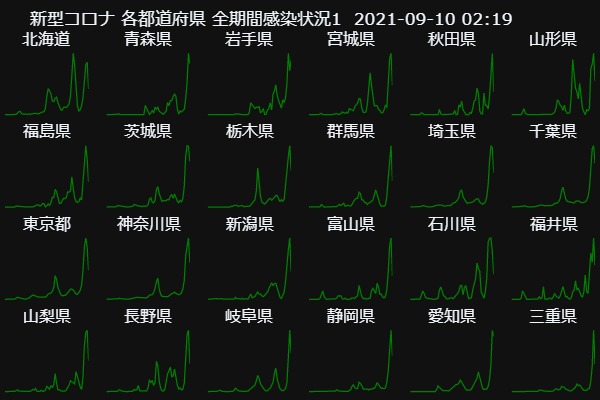 新型コロナ 各都道府県 全期間感染状況1 2021-09-10 02:19
北海道 青森県 岩手県 宮城県 秋田県 山形県
福島県 茨城県 栃木県 群馬県 埼玉県 千葉県
東京都 神奈川県 新潟県 富山県 石川県 福井県
山梨県 長野県 岐阜県 静岡県 愛知県 三重県